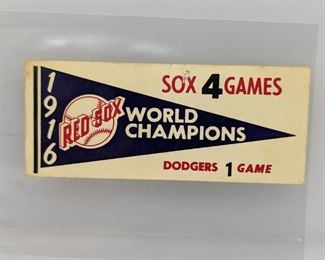 1916
RED SOX
WORLD
CHAMPIONS
SOX 4 GAMES
DODGERS 1 GAME